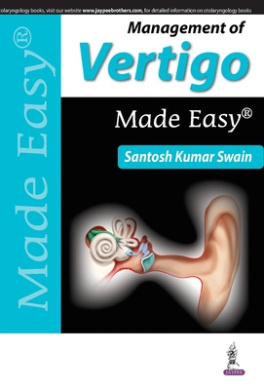 olaryngology books, visit our website www.jaypeebrothers.com, for detailed information on otolaryngology books
Management of
Vertigo
Made Easy®
Santosh Kumar Swain
Made Easy®
JAYPEE